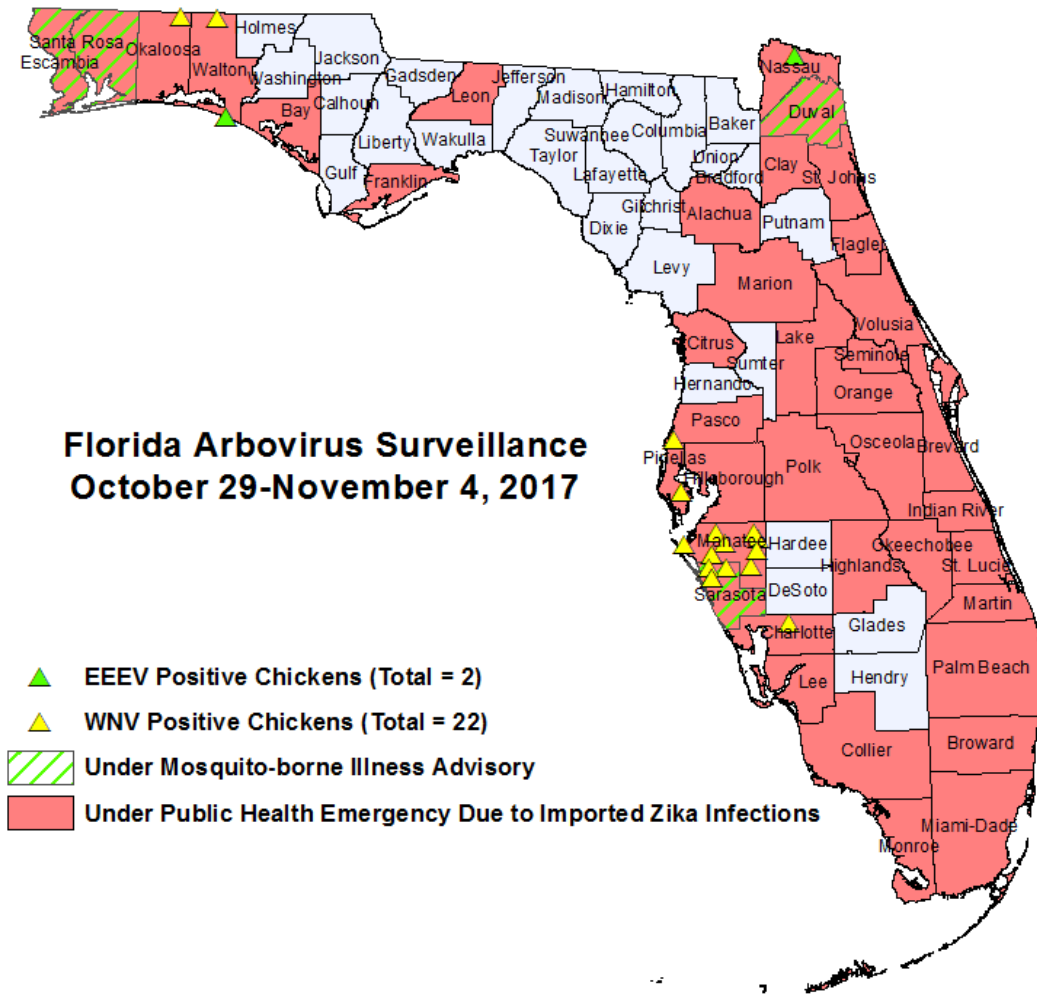 Holmes
Santa Rosa
Okaloosa
Jackson
Escambia
Walton
Washington
Gadsden
Jefferson
Nassau
Leon
Madison
Hamilton
Calhoun
Bay
Duval
Baker
Liberty
Wakulla
Suwannee
Columbia
Taylor
Union
Clay
Gulf
Franklin
Lafayette
Bradford
St. Johns
Gilchrist
Alachua
Putnam
Dixie
Flagler
Levy
Marion
Volusia
Citrus
Lake
Sumter
Seminole
Hernando
Orange
Pasco
Florida Arbovirus Surveillance
October 29-November 4, 2017
Osceola
Brevard
Pinellas
Polk
Hillborough
Indian River
Manatee
Hardee
Okeechobee
Highlands
St. Lucie
DeSoto
Sarasota
Martin
Charlotte
Glades
Palm Beach
Lee
Hendry
Collier
Broward
Miami-Dade
Monroe
EEEV Positive Chickens (Total = 2)
WNV Positive Chickens (Total = 22)
Under Mosquito-borne Illness Advisory
Under Public Health Emergency Due to Imported Zika Infections